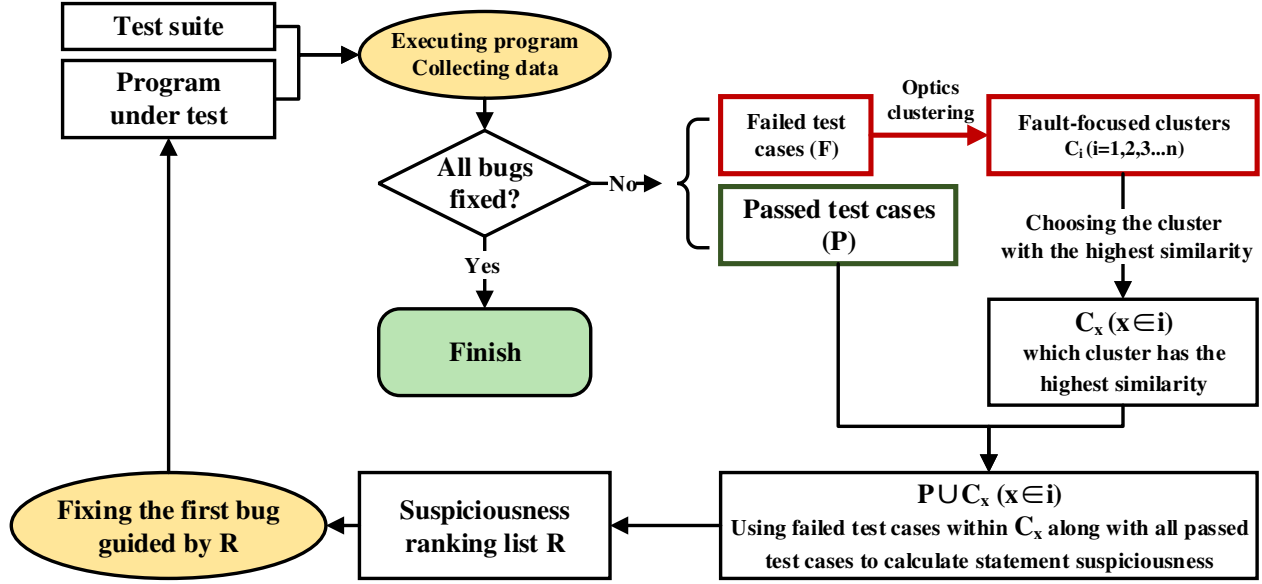 Test suite
Program
under test
Executing program
Collecting data
All bugs
fixed?
No
Yes
Finish
Failed test
cases (F)
Optics
clustering
Fault-focused clusters
Ci (i=1,2,3...n)
Passed test cases
(P)
Choosing the cluster
with the highest similarity
Cx (x∈i)
which cluster has the
highest similarity
P∪Cx (x∈i)
Using failed test cases within Cx along with all passed
test cases to calculate statement suspiciousness
Suspiciousness
ranking list R
Fixing the first bug
guided by R